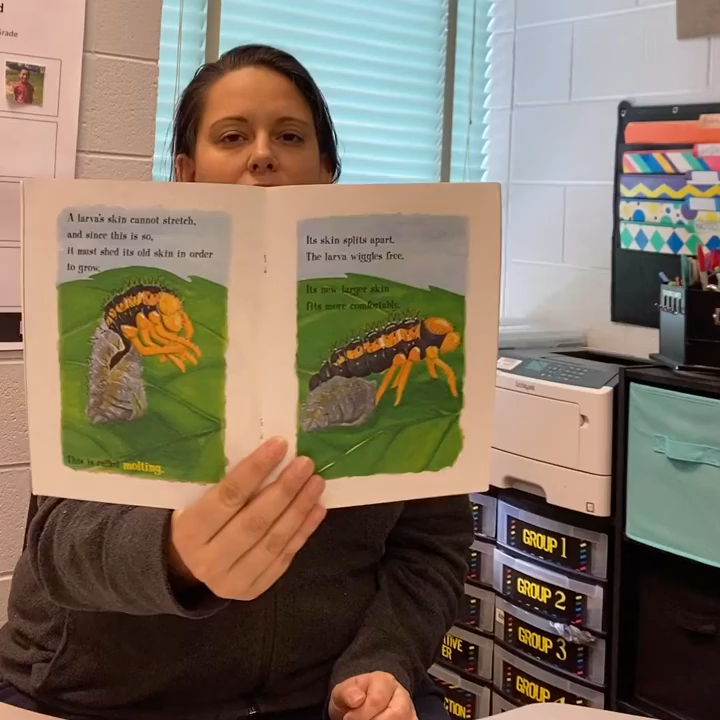 Grade
A larva's skin cannot stretch,
and since this is so,
it must shed its old skin in order
to grow.
This is called molting.
Its skin splits apart.
The larva wiggles free.
Its new larger skin
fits more comfortably.
GROUP 1
GROUP 2
GROUP 3